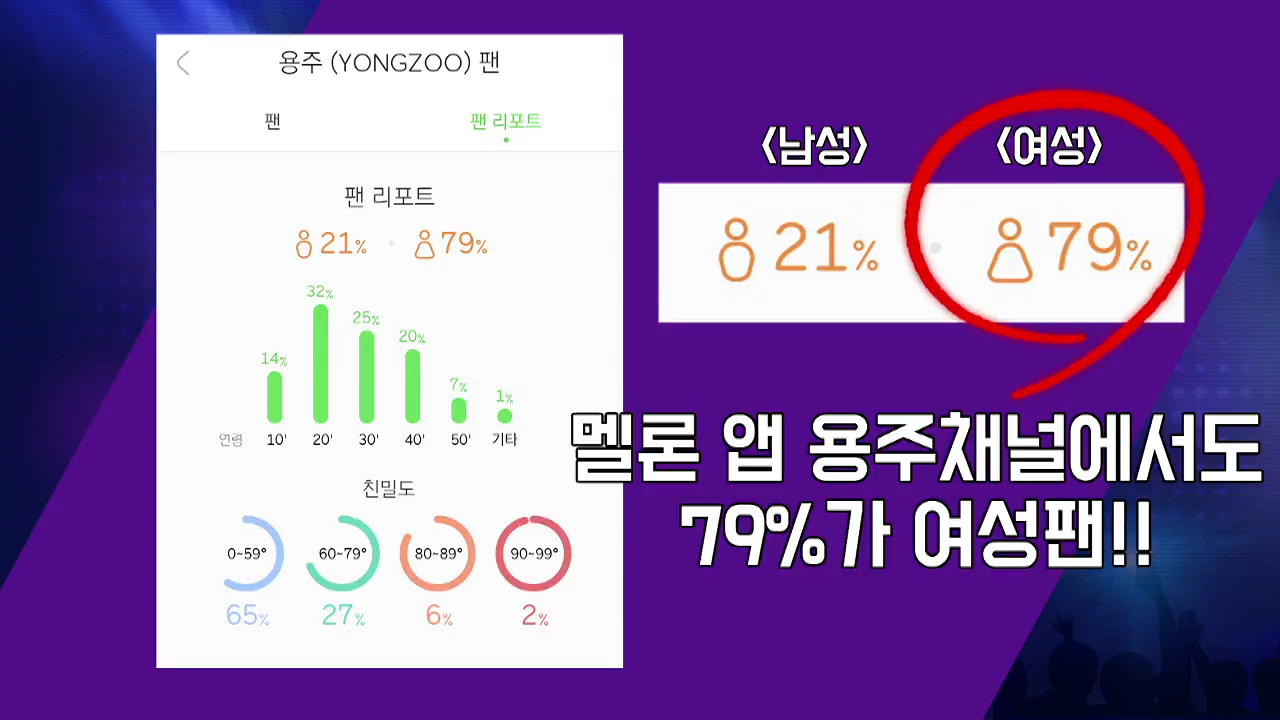 용주 (YONGZOO) 팬
팬 팬 리포트
팬 리포트
21% 79%
14% 32% 25% 20% 7% 1%
연령 10' 20' 30' 40' 50' 기타
친밀도
0~59° 60~79° 80~89° 90~99°
65% 27% 6% 2%
<남성> <여성>
21% 79%
멜론 앱 용주채널에서도
79%가 여성팬!!